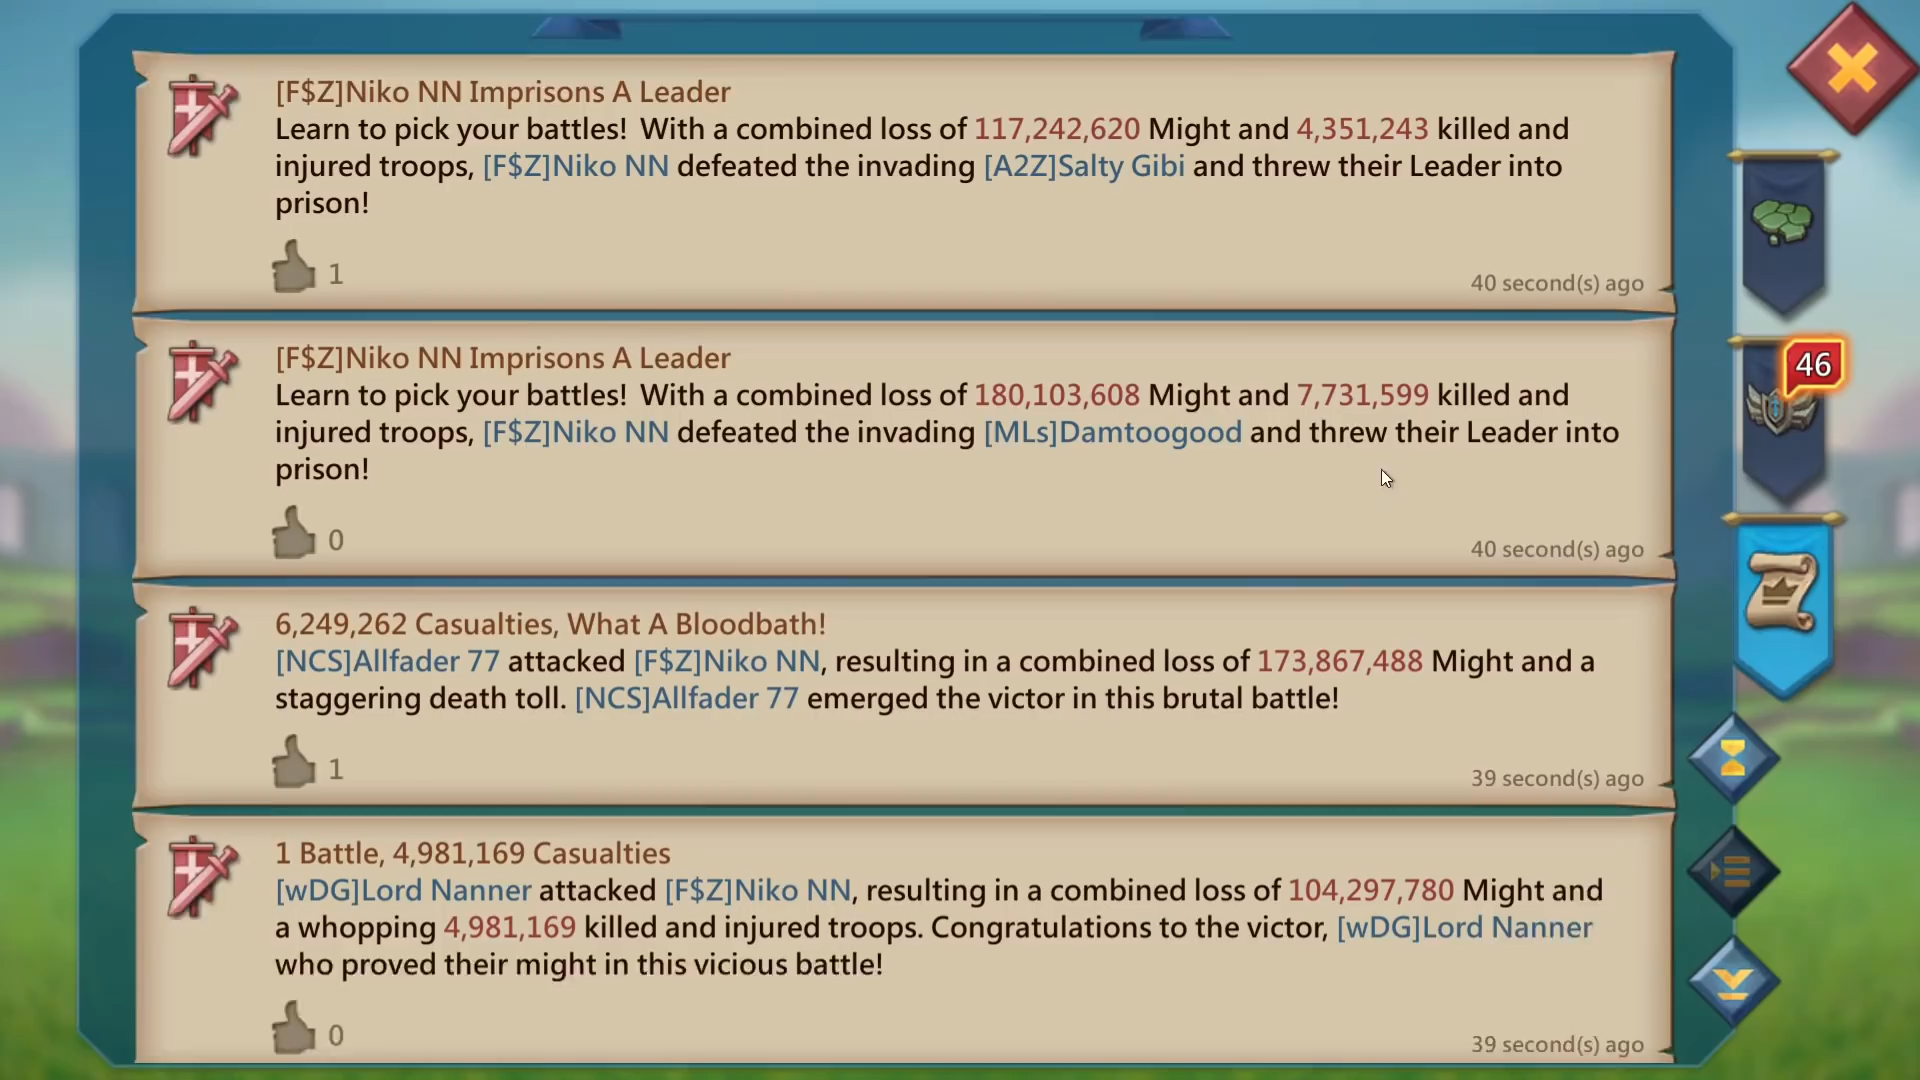 [F$Z]Niko NN Imprisons A Leader
Learn to pick your battles! With a combined loss of 117,242,620 Might and 4,351,243 killed and
injured troops, [F$Z]Niko NN defeated the invading [A2Z]Salty Gibi and threw their Leader into
prison!
1
40 second(s) ago
[F$Z]Niko NN Imprisons A Leader
Learn to pick your battles! With a combined loss of 180,103,608 Might and 7,731,599 killed and
injured troops, [F$Z]Niko NN defeated the invading [MLs]Damtoogood and threw their Leader into
prison!
0
40 second(s) ago
46
6,249,262 Casualties, What A Bloodbath!
[NCS]Allfader 77 attacked [F$Z]Niko NN, resulting in a combined loss of 173,867,488 Might and a
staggering death toll. [NCS]Allfader 77 emerged the victor in this brutal battle!
1
39 second(s) ago
1 Battle, 4,981,169 Casualties
[wDG]Lord Nanner attacked [F$Z]Niko NN, resulting in a combined loss of 104,297,780 Might and
a whopping 4,981,169 killed and injured troops. Congratulations to the victor, [wDG]Lord Nanner
who proved their might in this vicious battle!
0
39 second(s) ago